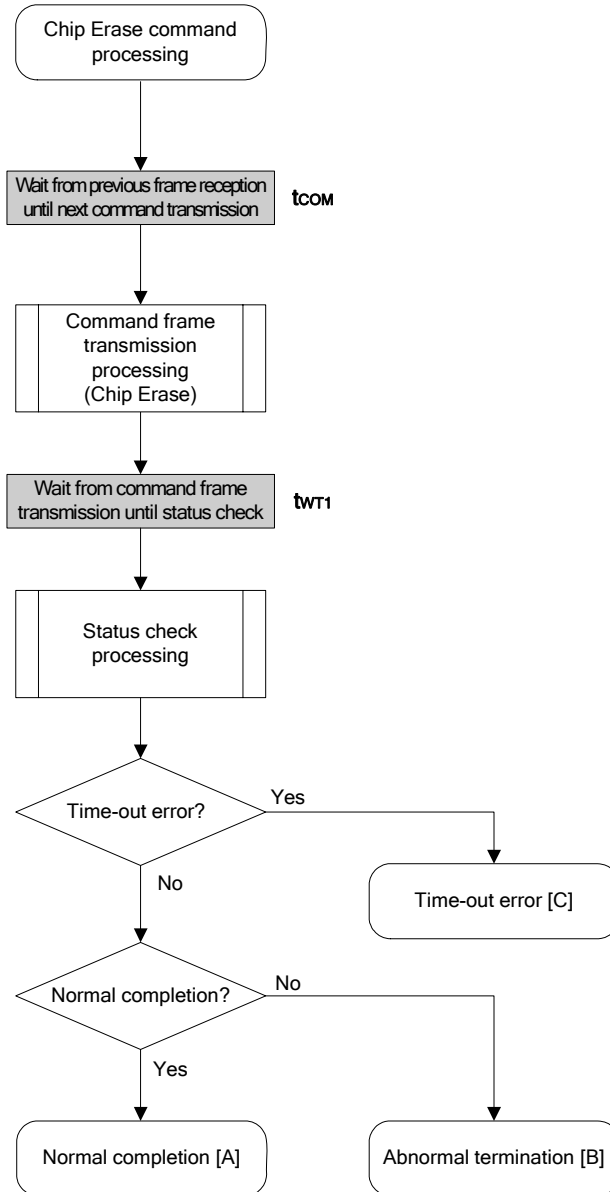 Chip Erase command
processing
Wait from previous frame reception
until next command transmission
tCOM
Command frame
transmission
processing
(Chip Erase)
Wait from command frame
transmission until status check
tWT1
Status check
processing
Time-out error?
Yes
No
Time-out error [C]
Normal completion?
No
Yes
Normal completion [A]
Abnormal termination [B]